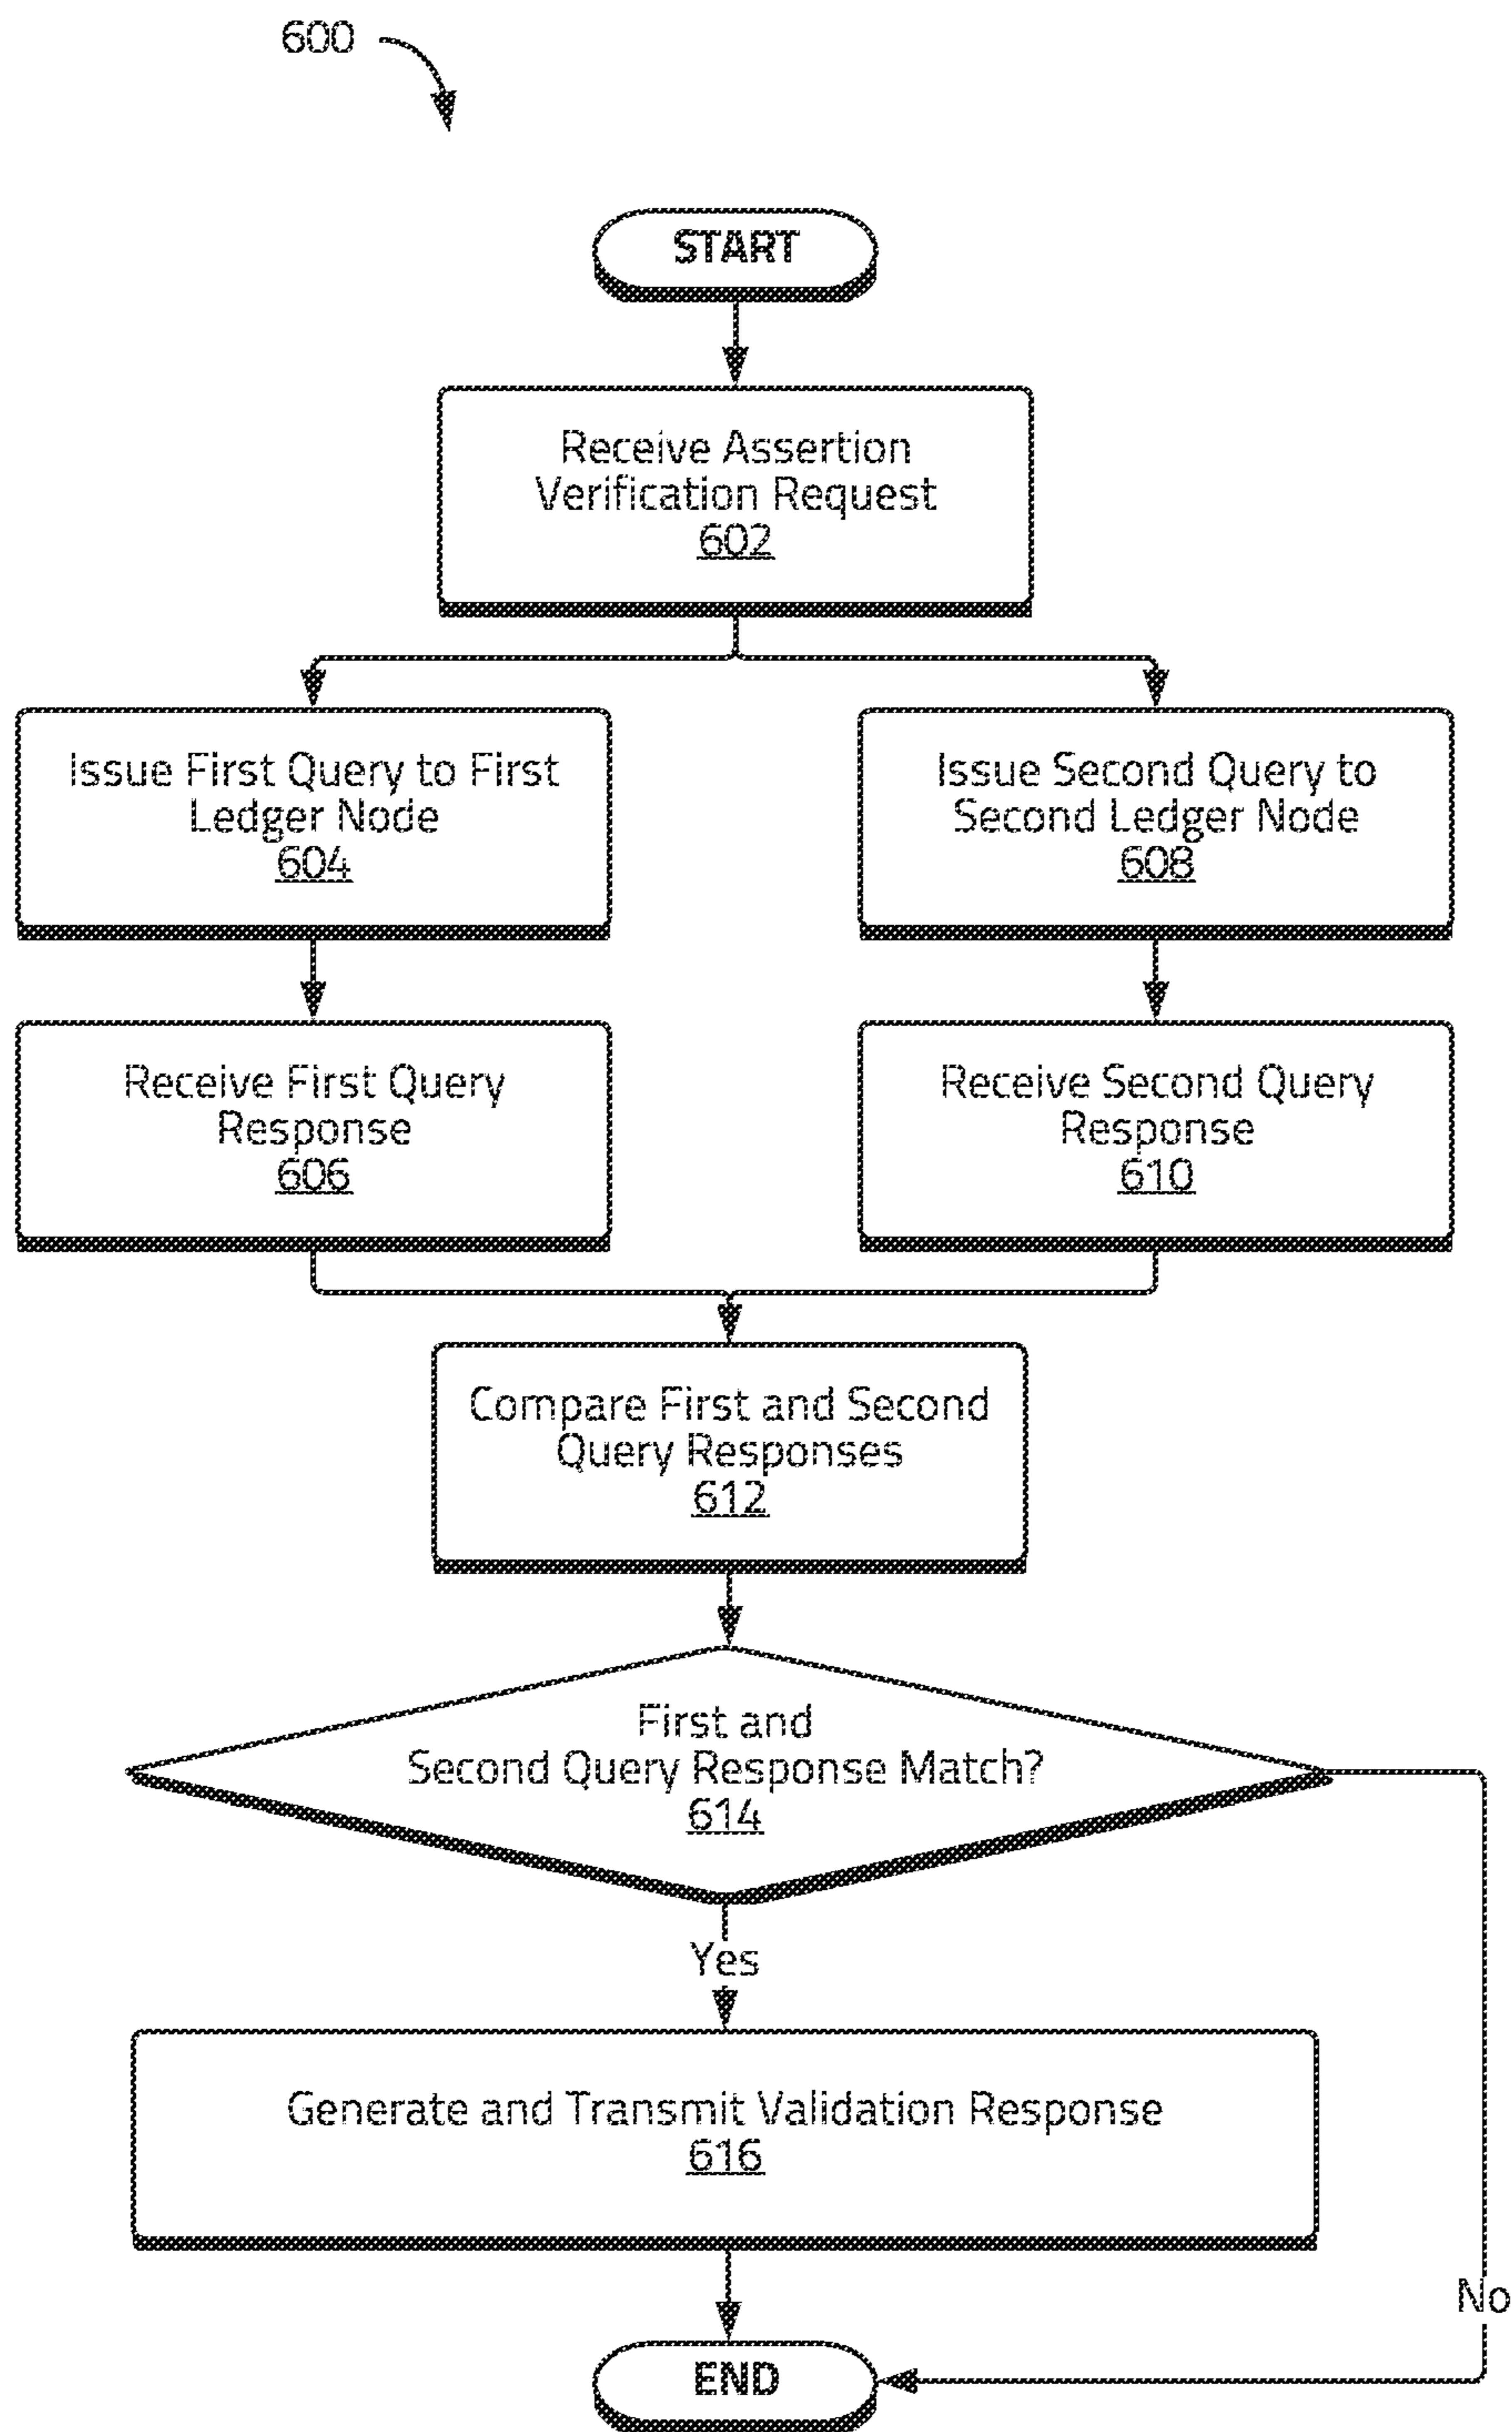 600
START
Receive Assertion
Verification Request
602
Issue First Query to First
Ledger Node
604
Issue Second Query to
Second Ledger Node
608
Receive First Query
Response
606
Receive Second Query
Response
610
Compare First and Second
Query Responses
612
First and
Second Query Response Match?
614
Yes
Generate and Transmit Validation Response
616
No
END